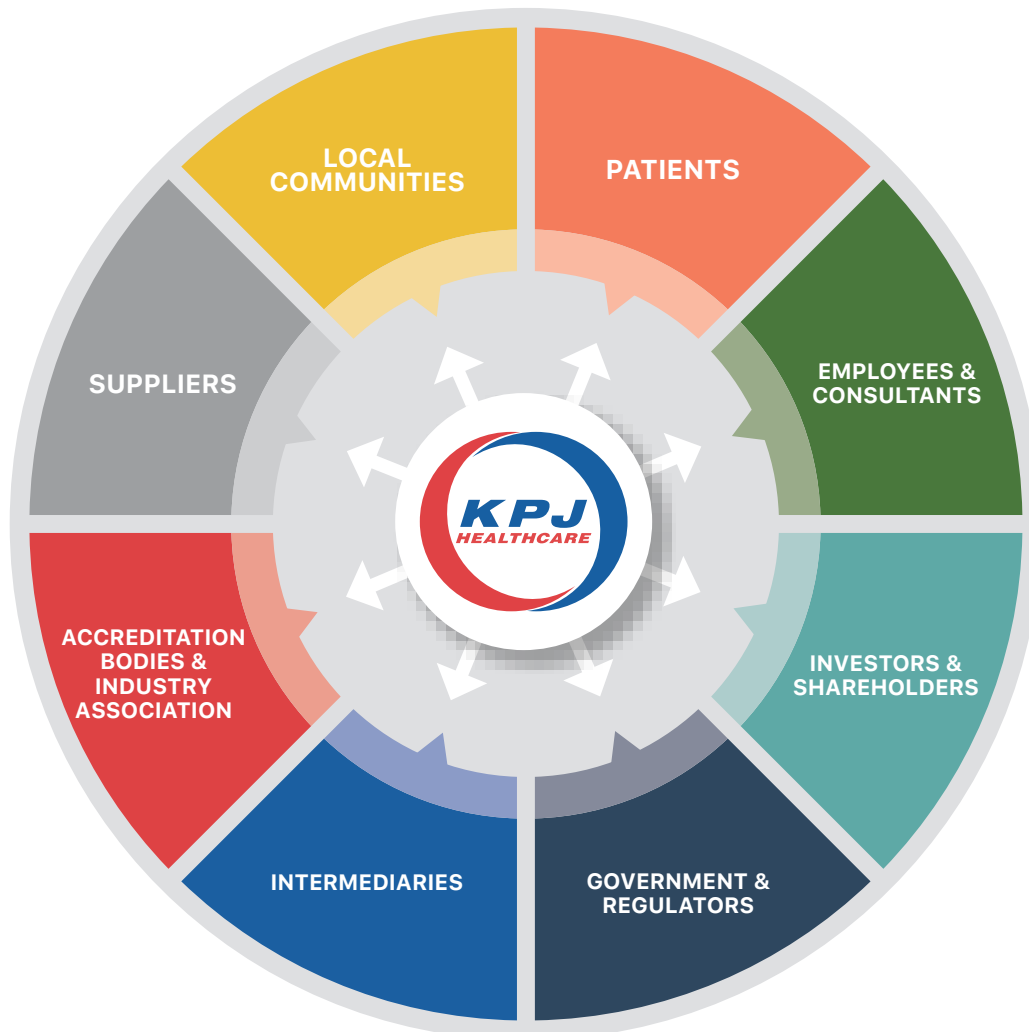 LOCAL
COMMUNITIES
PATIENTS
EMPLOYEES &
CONSULTANTS
INVESTORS &
SHAREHOLDERS
GOVERNMENT &
REGULATORS
INTERMEDIARIES
ACCREDITATION
BODIES &
INDUSTRY
ASSOCIATION
SUPPLIERS
KPJ
HEALTHCARE